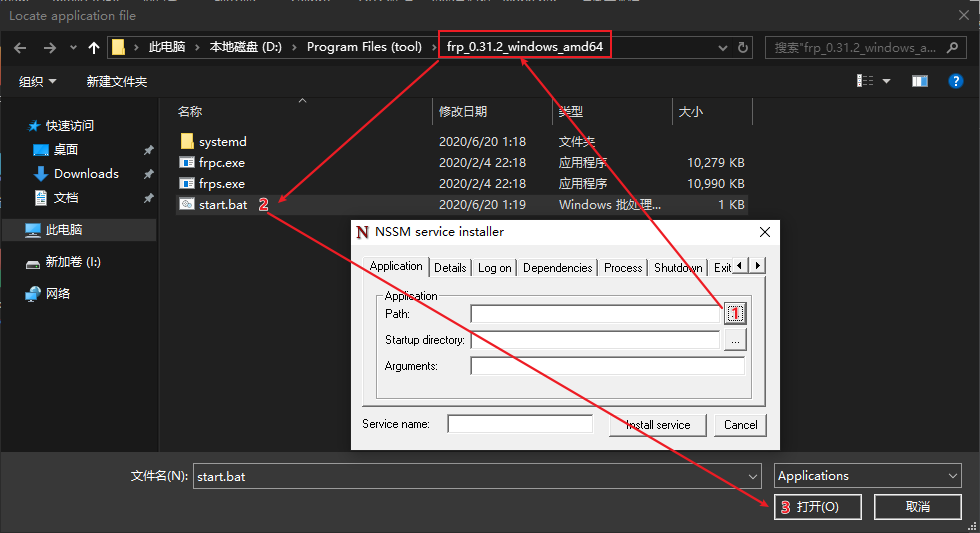 Locate application file
此电脑 › 本地磁盘 (D:) › Program Files (tool) › frp_0.31.2_windows_amd64
搜索"frp_0.31.2_windows_a...
组织 新建文件夹
名称 修改日期 类型 大小
快速访问
桌面
Downloads
文档
此电脑
新加卷 (I:)
网络
systemd 2020/6/20 1:18 文件夹
frpc.exe 2020/2/4 22:18 应用程序 10,279 KB
frps.exe 2020/2/4 22:18 应用程序 10,990 KB
start.bat 2 2020/6/20 1:19 Windows 批处理... 1 KB
NSSM service installer
Application Details Log on Dependencies Process Shutdown Exit
Application
Path: 1
Startup directory: ...
Arguments:
Service name: Install service Cancel
文件名(N): start.bat Applications
3 打开(O) 取消